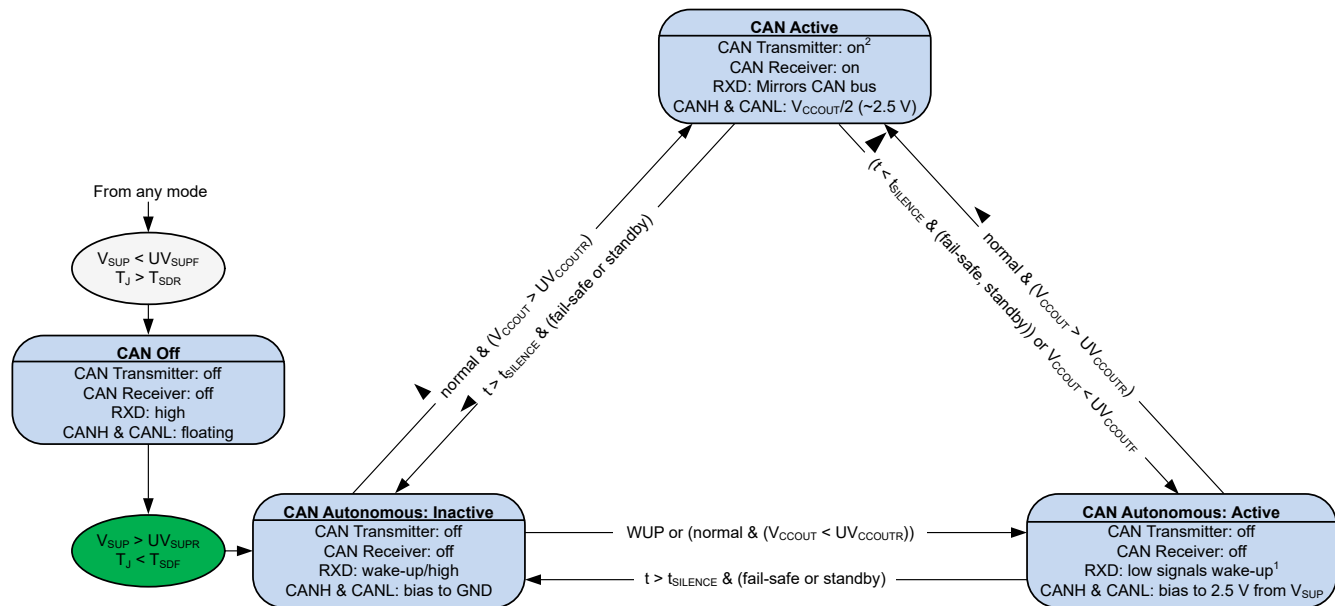 CAN Active
CAN Transmitter: on²
CAN Receiver: on
RXD: Mirrors CAN bus
CANH & CANL: V_CCOUT/2 (~2.5 V)
From any mode
V_SUP < UV_SUPF
T_J > T_SDR
CAN Off
CAN Transmitter: off
CAN Receiver: off
RXD: high
CANH & CANL: floating
V_SUP > UV_SUPR
T_J < T_SDF
normal & (V_CCOUT > UV_CCOUTR)
t > t_SILENCE & (fail-safe or standby)
(t < t_SILENCE & (fail-safe, standby)) or V_CCOUT < UV_CCOUTF
normal & (V_CCOUT > UV_CCOUTR)
CAN Autonomous: Inactive
CAN Transmitter: off
CAN Receiver: off
RXD: wake-up/high
CANH & CANL: bias to GND
WUP or (normal & (V_CCOUT < UV_CCOUTR))
t > t_SILENCE & (fail-safe or standby)
CAN Autonomous: Active
CAN Transmitter: off
CAN Receiver: off
RXD: low signals wake-up¹
CANH & CANL: bias to 2.5 V from V_SUP